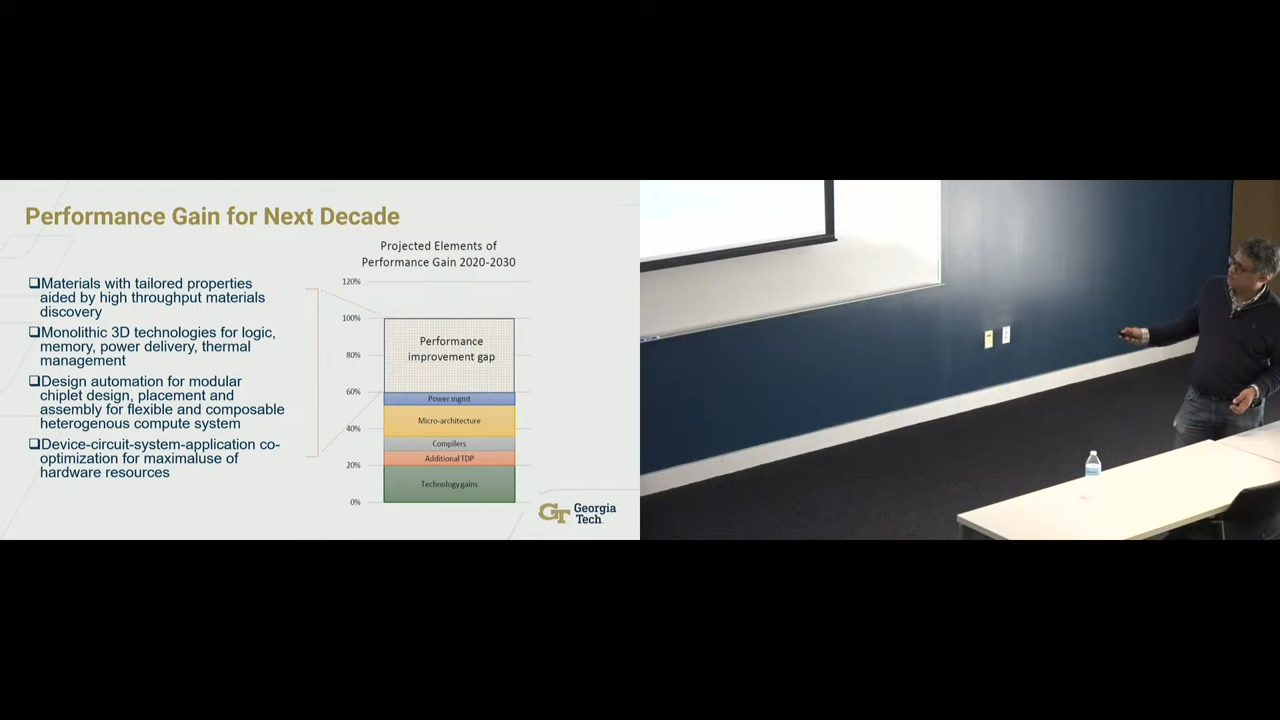 Performance Gain for Next Decade
❑Materials with tailored properties
aided by high throughput materials
discovery
❑Monolithic 3D technologies for logic,
memory, power delivery, thermal
management
❑Design automation for modular
chiplet design, placement and
assembly for flexible and composable
heterogenous compute system
❑Device-circuit-system-application co-
optimization for maximaluse of
hardware resources
Projected Elements of
Performance Gain 2020-2030
120%
100%
80%
60%
40%
20%
0%
Performance
improvement gap
Power mgmt
Micro-architecture
Compilers
Additional TDP
Technology gains
GT Georgia
Tech